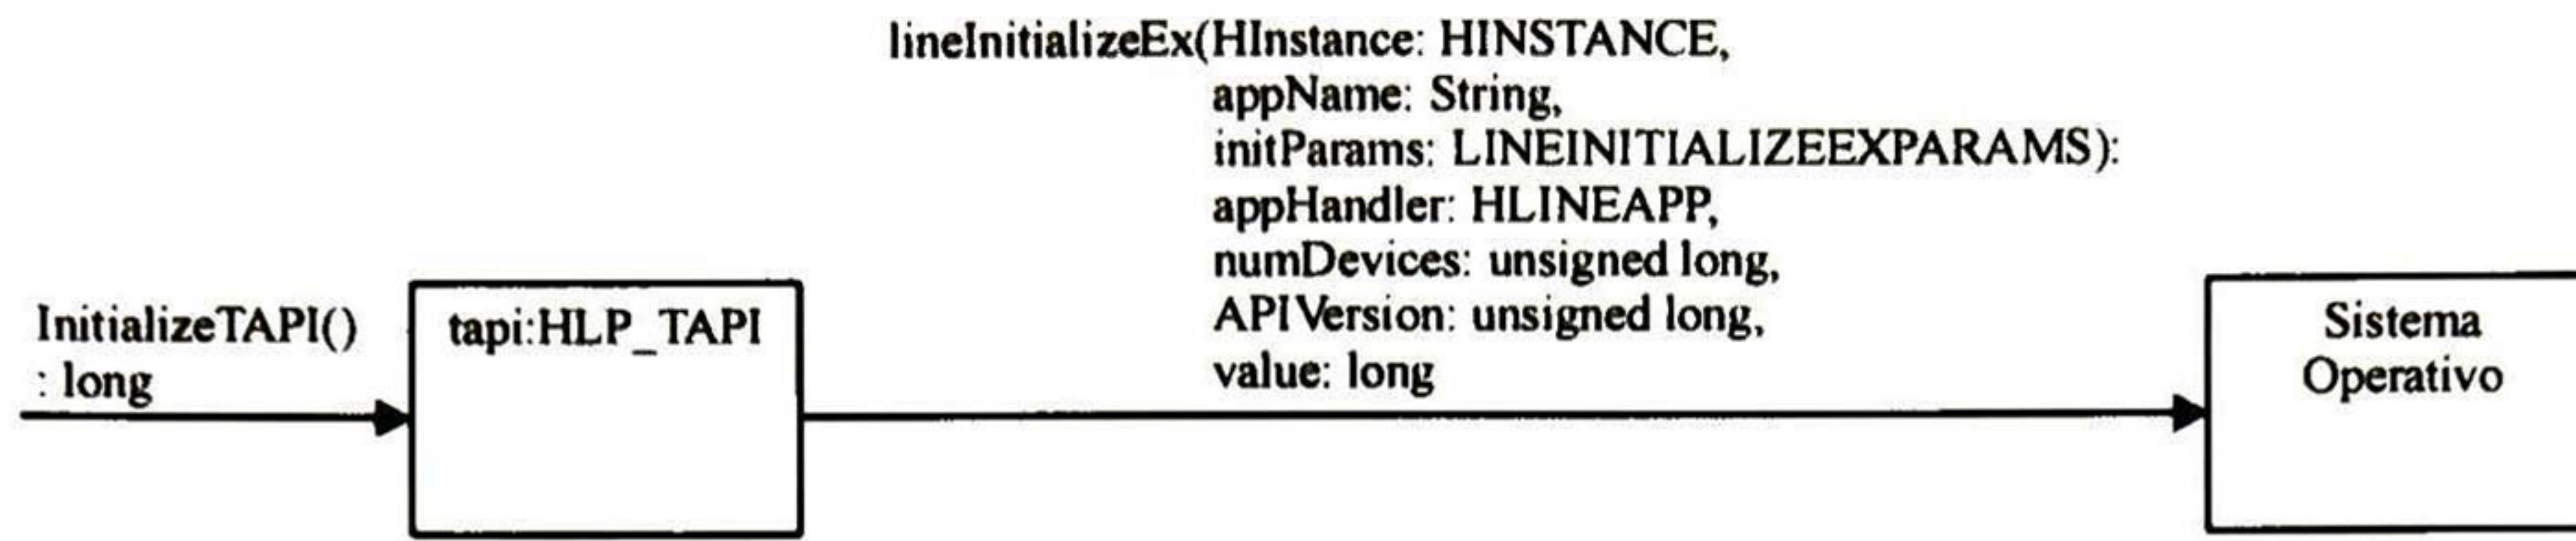 lineInitializeEx(HInstance: HINSTANCE,
appName: String,
initParams: LINEINITIALIZEEXPARAMS):
appHandler: HLINEAPP,
numDevices: unsigned long,
APIVersion: unsigned long,
value: long
InitializeTAPI()
: long
tapi:HLP_TAPI
Sistema
Operativo